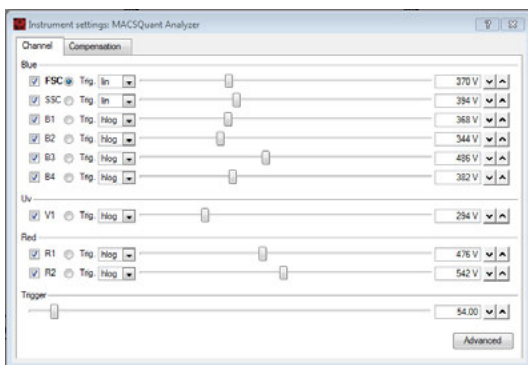 Instrument settings: MACSQuant Analyzer
Channel Compensation
Blue
FSC Trig. lin 370 V
SSC Trig. lin 394 V
B1 Trig. hlog 368 V
B2 Trig. hlog 344 V
B3 Trig. hlog 486 V
B4 Trig. hlog 382 V
Uv
V1 Trig. hlog 294 V
Red
R1 Trig. hlog 476 V
R2 Trig. hlog 542 V
Trigger
54.00
Advanced